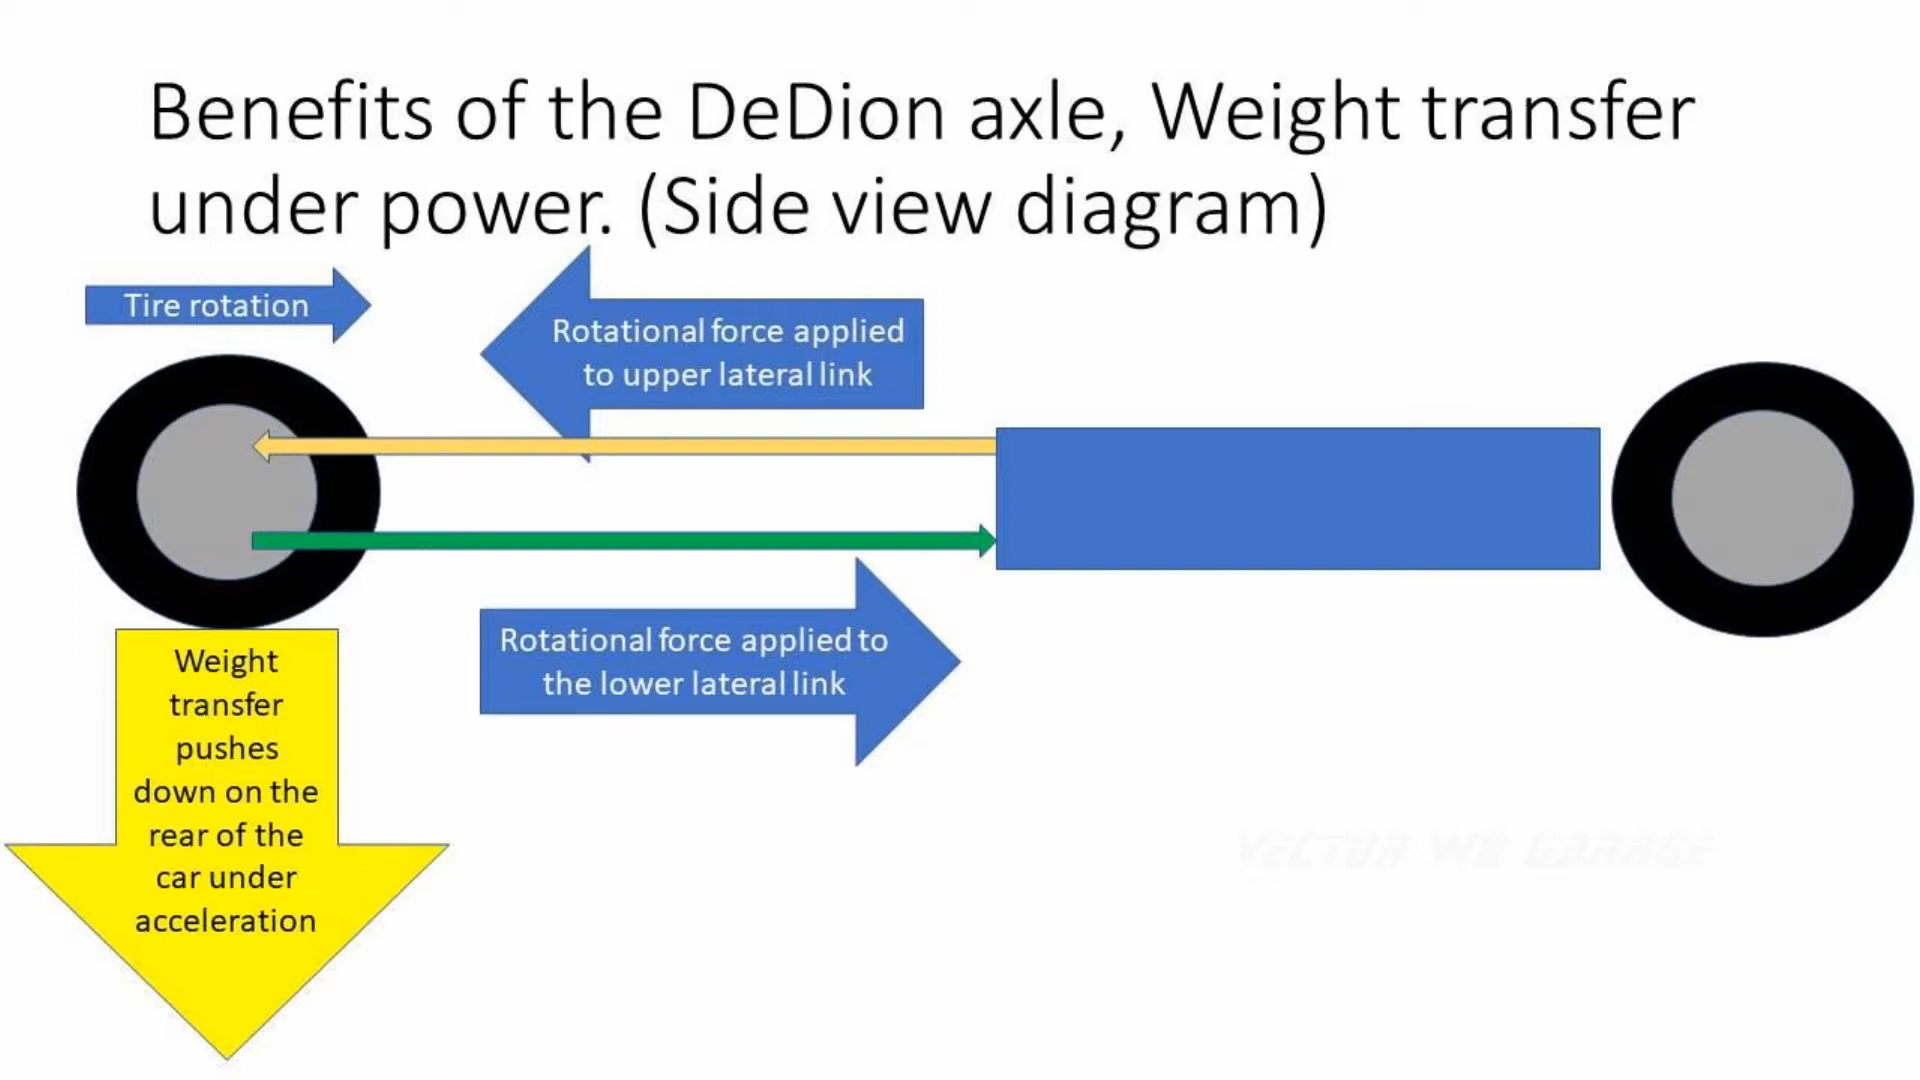 Benefits of the DeDion axle, Weight transfer
under power. (Side view diagram)
Tire rotation
Rotational force applied
to upper lateral link
Rotational force applied to
the lower lateral link
Weight
transfer
pushes
down on the
rear of the
car under
acceleration